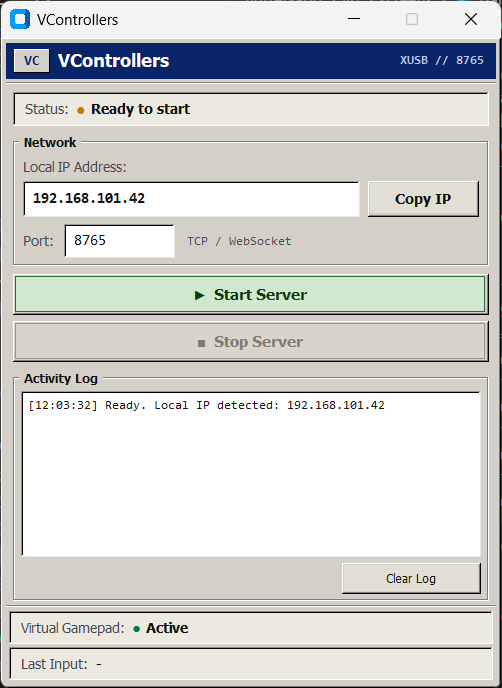 VControllers
VC VControllers XUSB // 8765
Status: ● Ready to start
Network
Local IP Address:
192.168.101.42 Copy IP
Port: 8765 TCP / WebSocket
► Start Server
■ Stop Server
Activity Log
[12:03:32] Ready. Local IP detected: 192.168.101.42
Clear Log
Virtual Gamepad: ● Active
Last Input: -